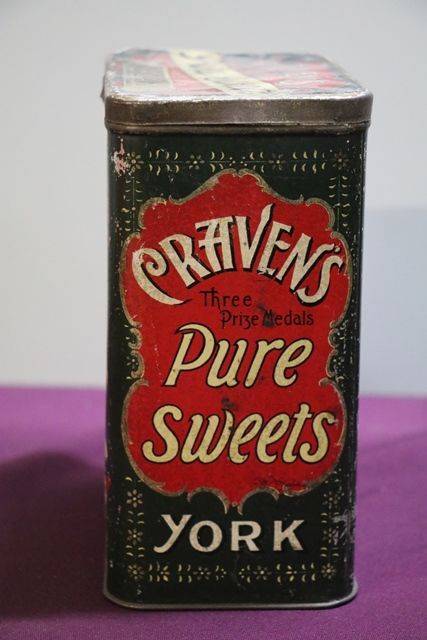 CRAVEN'S
Three
Prize Medals
Pure
Sweets
YORK